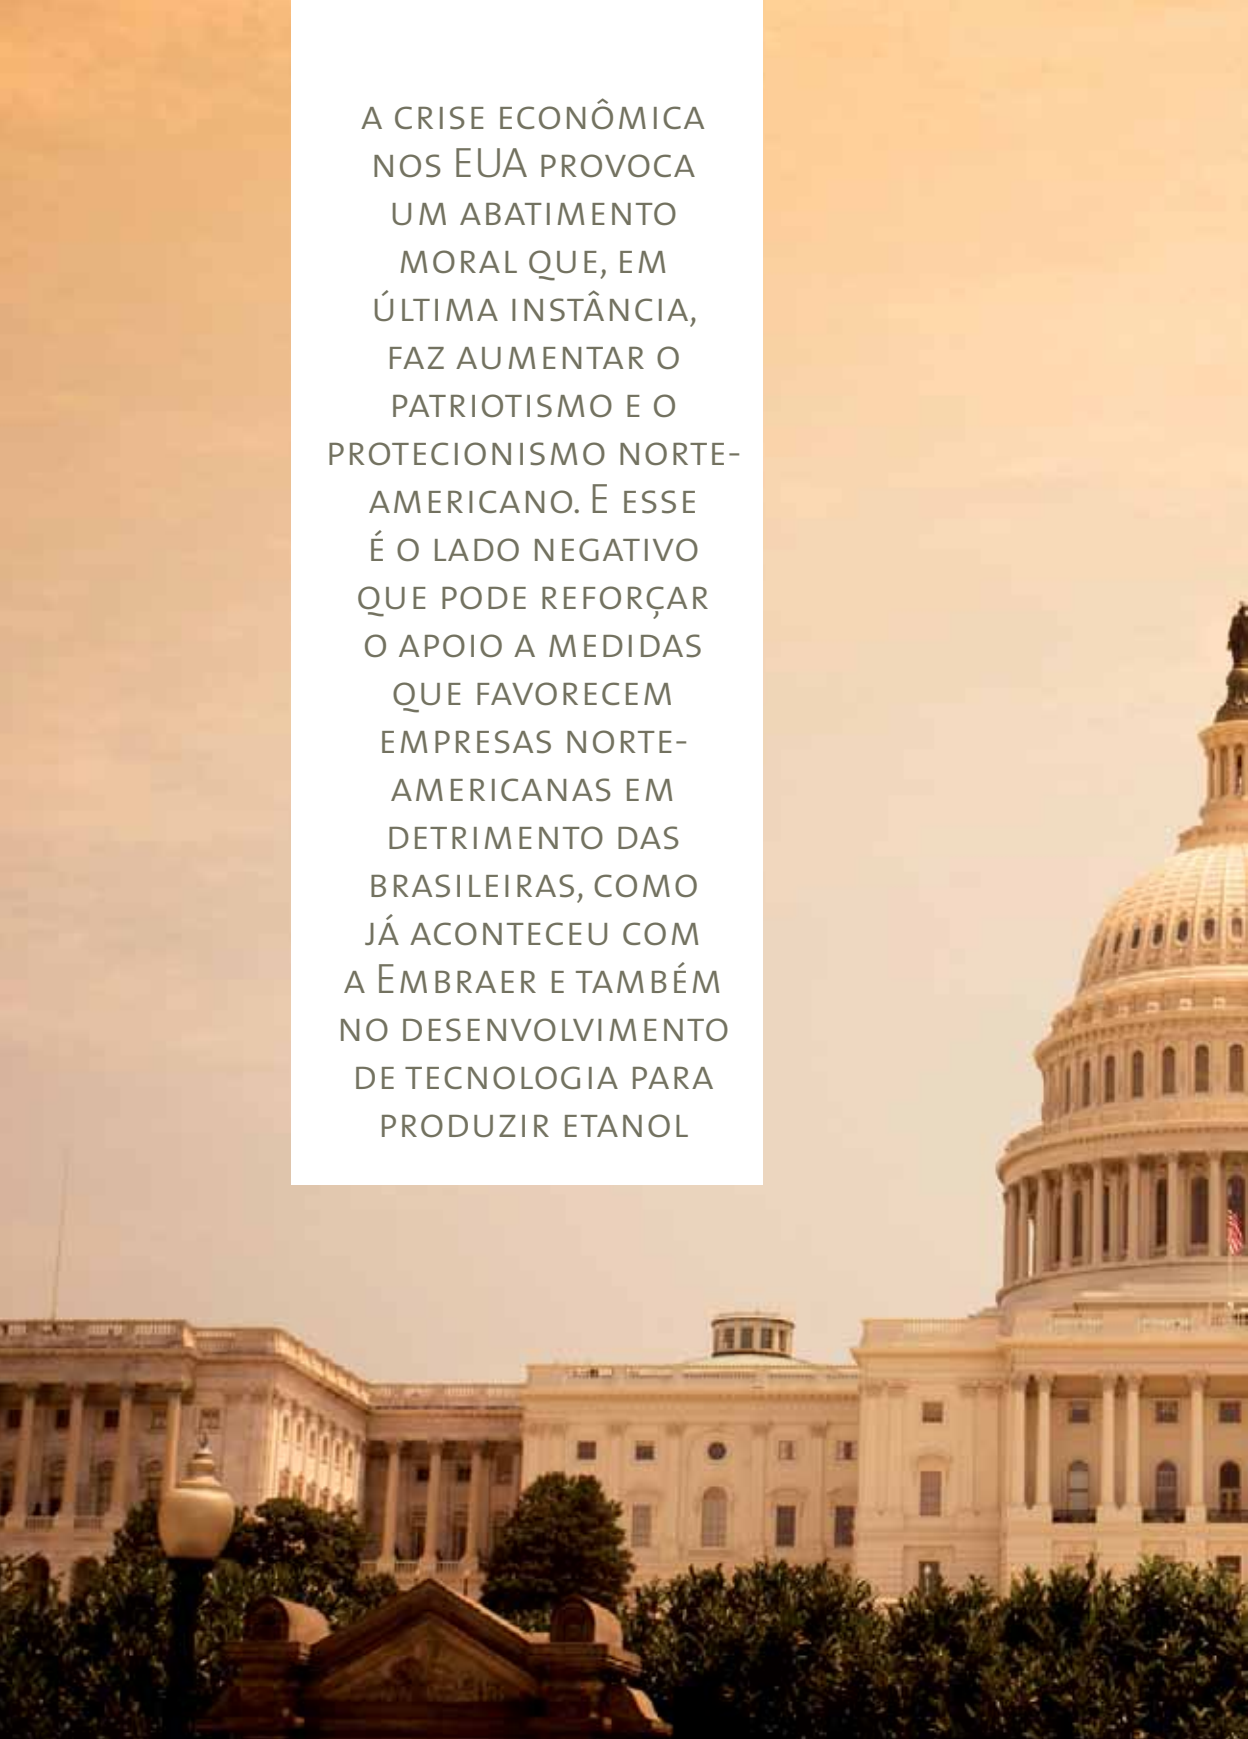 A CRISE ECONÔMICA
NOS EUA PROVOCA
UM ABATIMENTO
MORAL QUE, EM
ÚLTIMA INSTÂNCIA,
FAZ AUMENTAR O
PATRIOTISMO E O
PROTECIONISMO NORTE-
AMERICANO. E ESSE
É O LADO NEGATIVO
QUE PODE REFORÇAR
O APOIO A MEDIDAS
QUE FAVORECEM
EMPRESAS NORTE-
AMERICANAS EM
DETRIMENTO DAS
BRASILEIRAS, COMO
JÁ ACONTECEU COM
A EMBRAER E TAMBÉM
NO DESENVOLVIMENTO
DE TECNOLOGIA PARA
PRODUZIR ETANOL